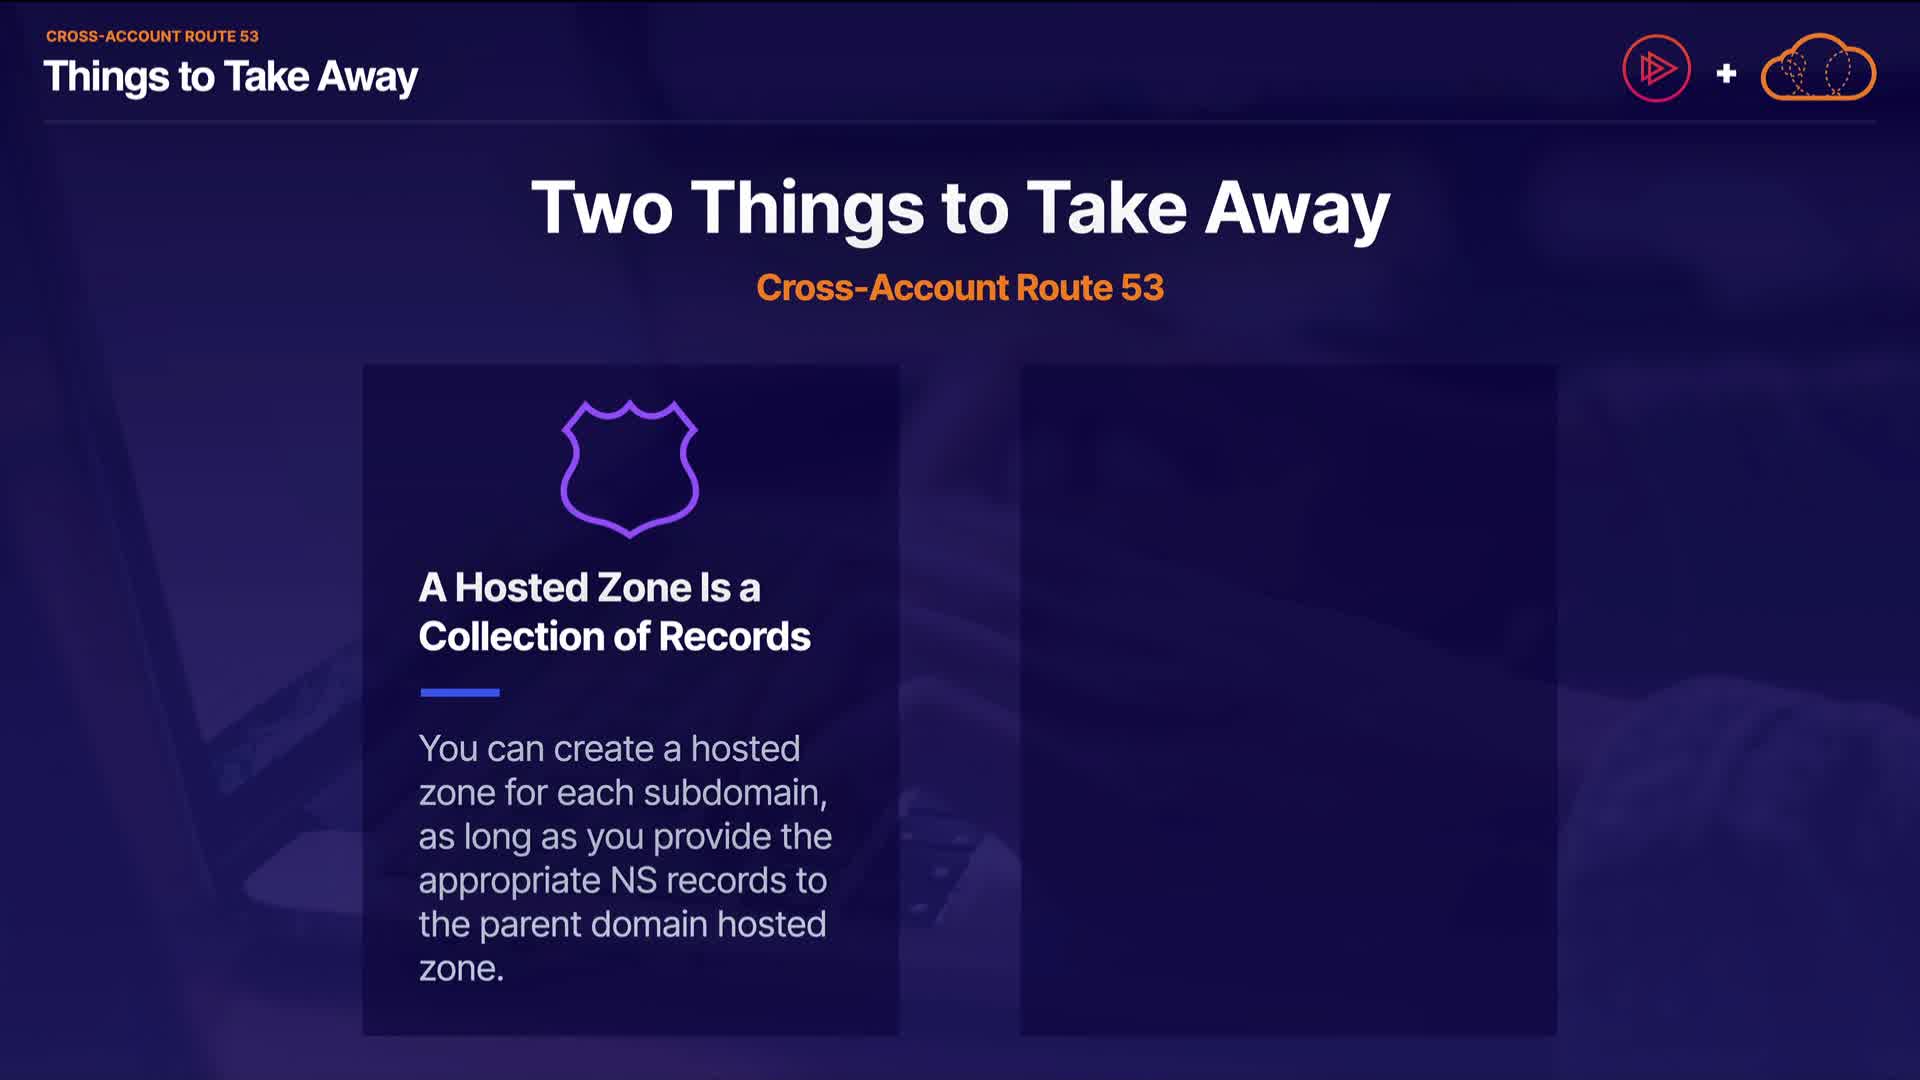 CROSS-ACCOUNT ROUTE 53
Things to Take Away
Two Things to Take Away
Cross-Account Route 53
A Hosted Zone Is a
Collection of Records
You can create a hosted
zone for each subdomain,
as long as you provide the
appropriate NS records to
the parent domain hosted
zone.